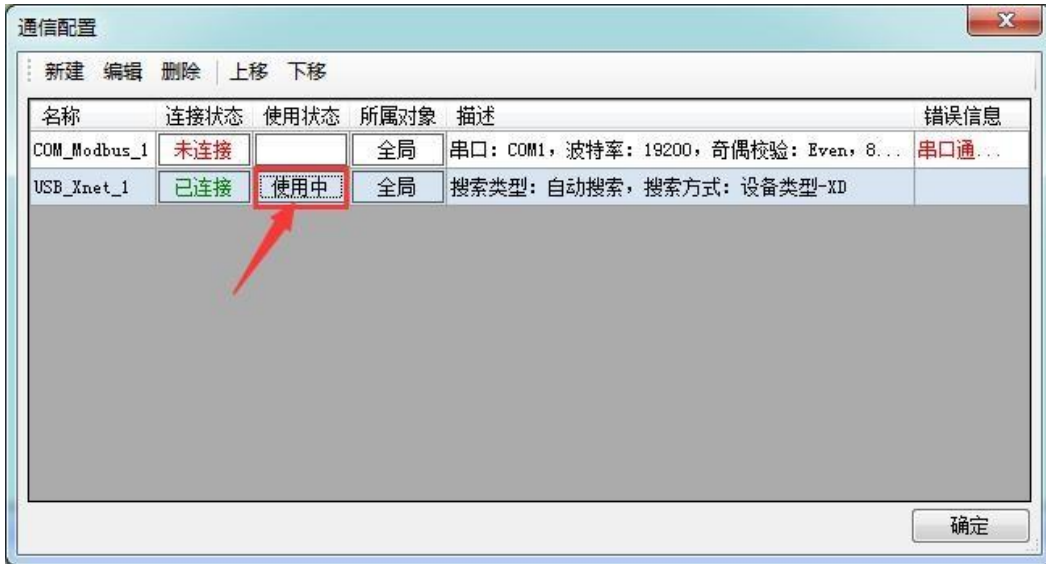 通信配置
新建 编辑 删除 上移 下移
名称 连接状态 使用状态 所属对象 描述 错误信息
COM_Modbus_1 未连接 全局 串口: COM1, 波特率: 19200, 奇偶校验: Even, 8... 串口通...
USB_Xnet_1 已连接 使用中 全局 搜索类型: 自动搜索, 搜索方式: 设备类型-XD
确定